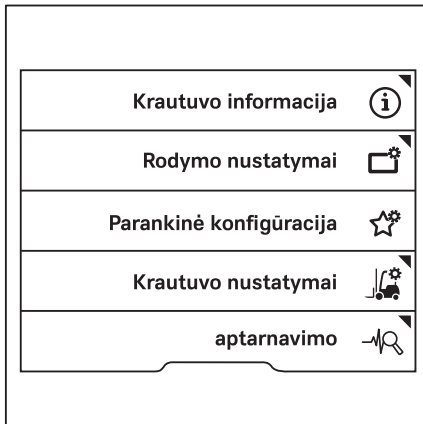 Krautuvo informacija
Rodymo nustatymai
Parankinė konfigūracija
Krautuvo nustatymai
aptarnavimo